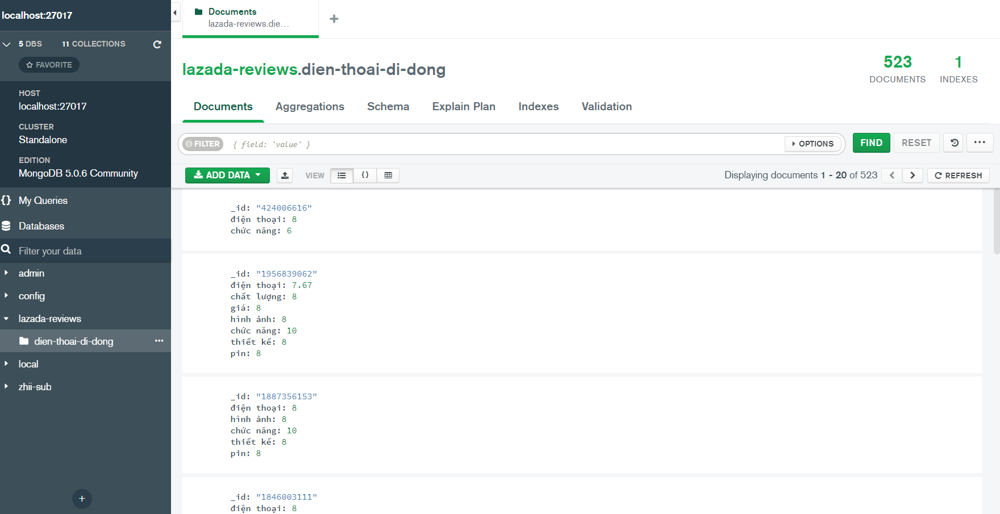 localhost:27017
5 DBS 11 COLLECTIONS
FAVORITE
HOST
localhost:27017
CLUSTER
Standalone
EDITION
MongoDB 5.0.6 Community
{} My Queries
Databases
Filter your data
admin
config
lazada-reviews
dien-thoai-di-dong ...
local
zhii-sub
+
Documents
lazada-reviews.die...
+
lazada-reviews.dien-thoai-di-dong
523
DOCUMENTS
1
INDEXES
Documents Aggregations Schema Explain Plan Indexes Validation
FILTER { field: 'value' } OPTIONS FIND RESET ...
ADD DATA VIEW {} Displaying documents 1 - 20 of 523 < > REFRESH
_id: "424006616"
điện thoại: 8
chức năng: 6
_id: "1956839062"
điện thoại: 7.67
chất lượng: 8
giá: 8
hình ảnh: 8
chức năng: 10
thiết kế: 8
pin: 8
_id: "1887356153"
điện thoại: 8
hình ảnh: 8
chức năng: 10
thiết kế: 8
pin: 8
_id: "1846003111"
điện thoại: 8